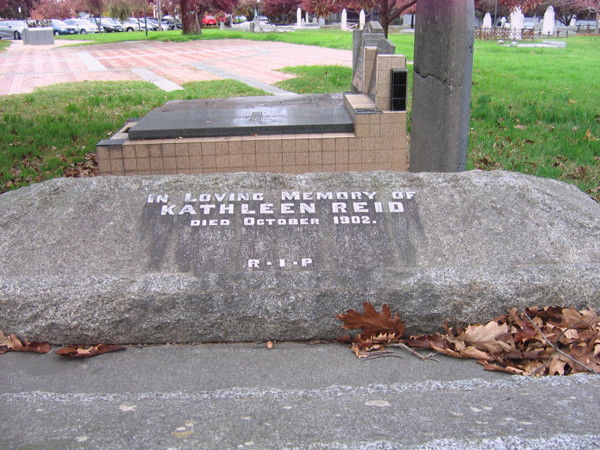 In Loving Memory of
KATHLEEN REID
DIED OCTOBER 1902.
R·I·P